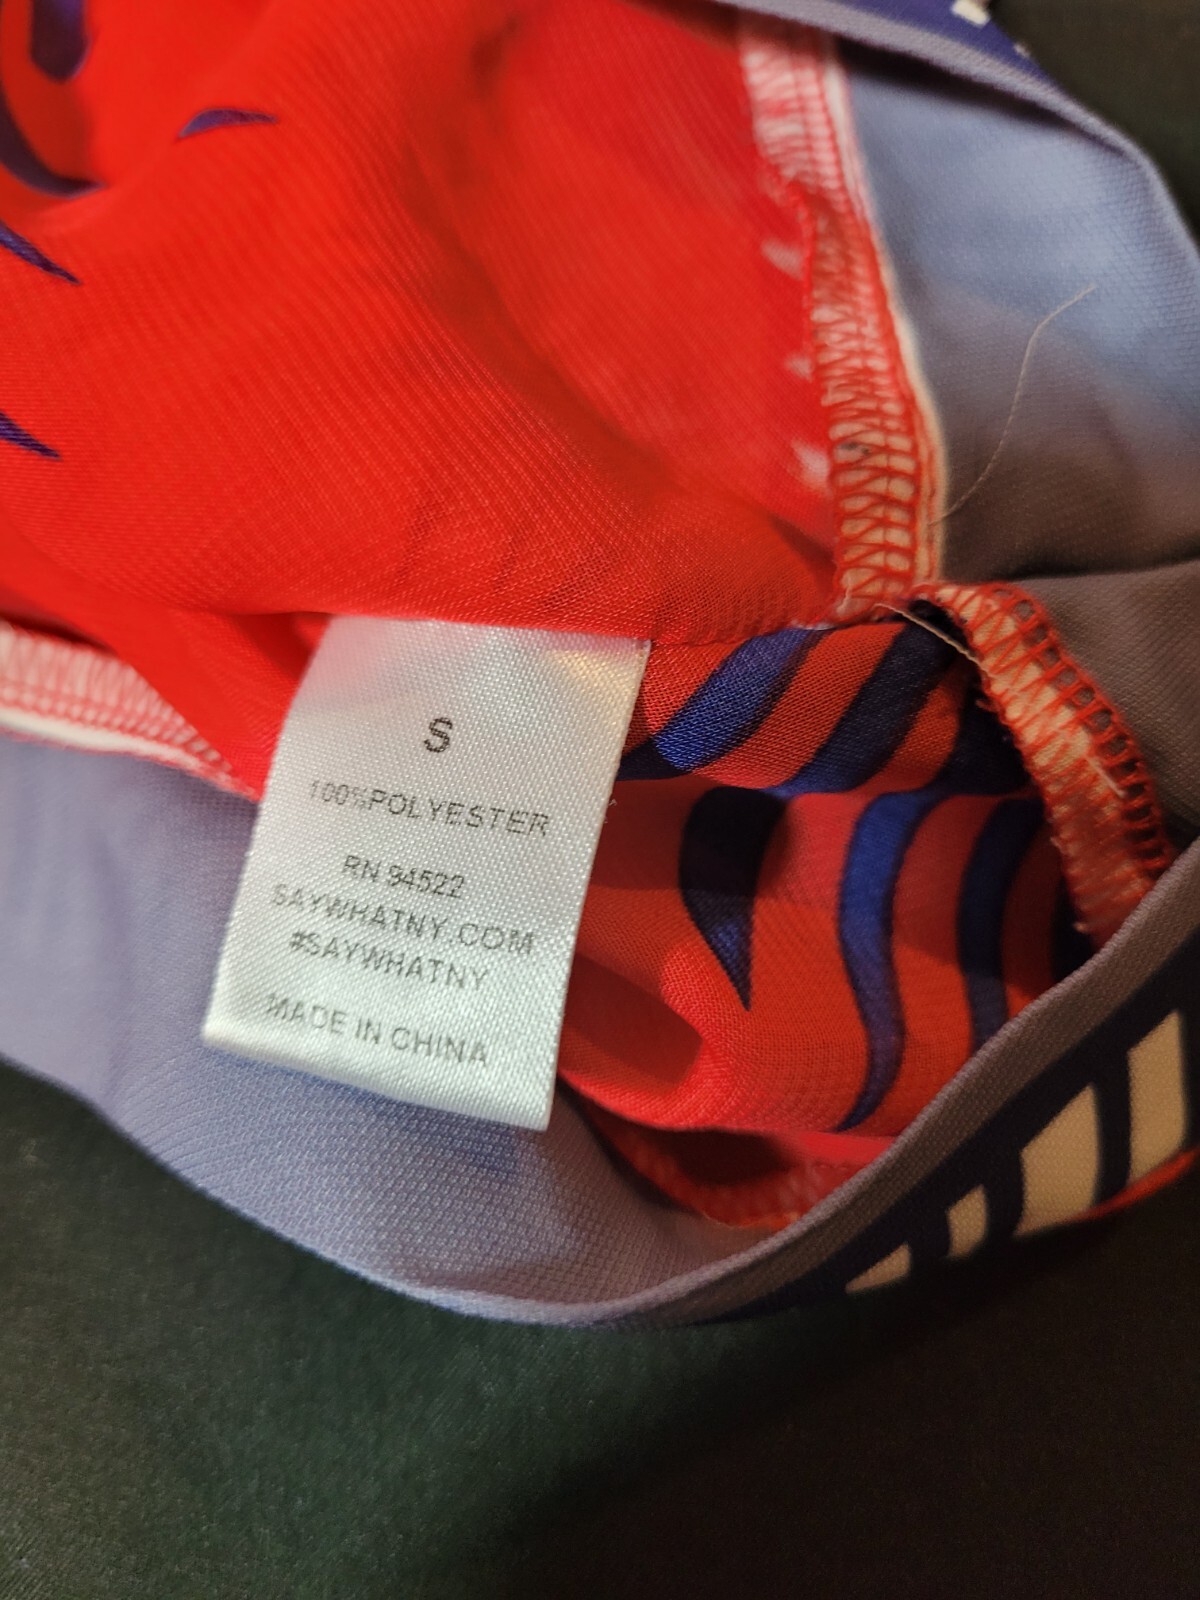 S
100%POLYESTER
RN 94522
SAYWHATNY.COM
#SAYWHATNY
MADE IN CHINA